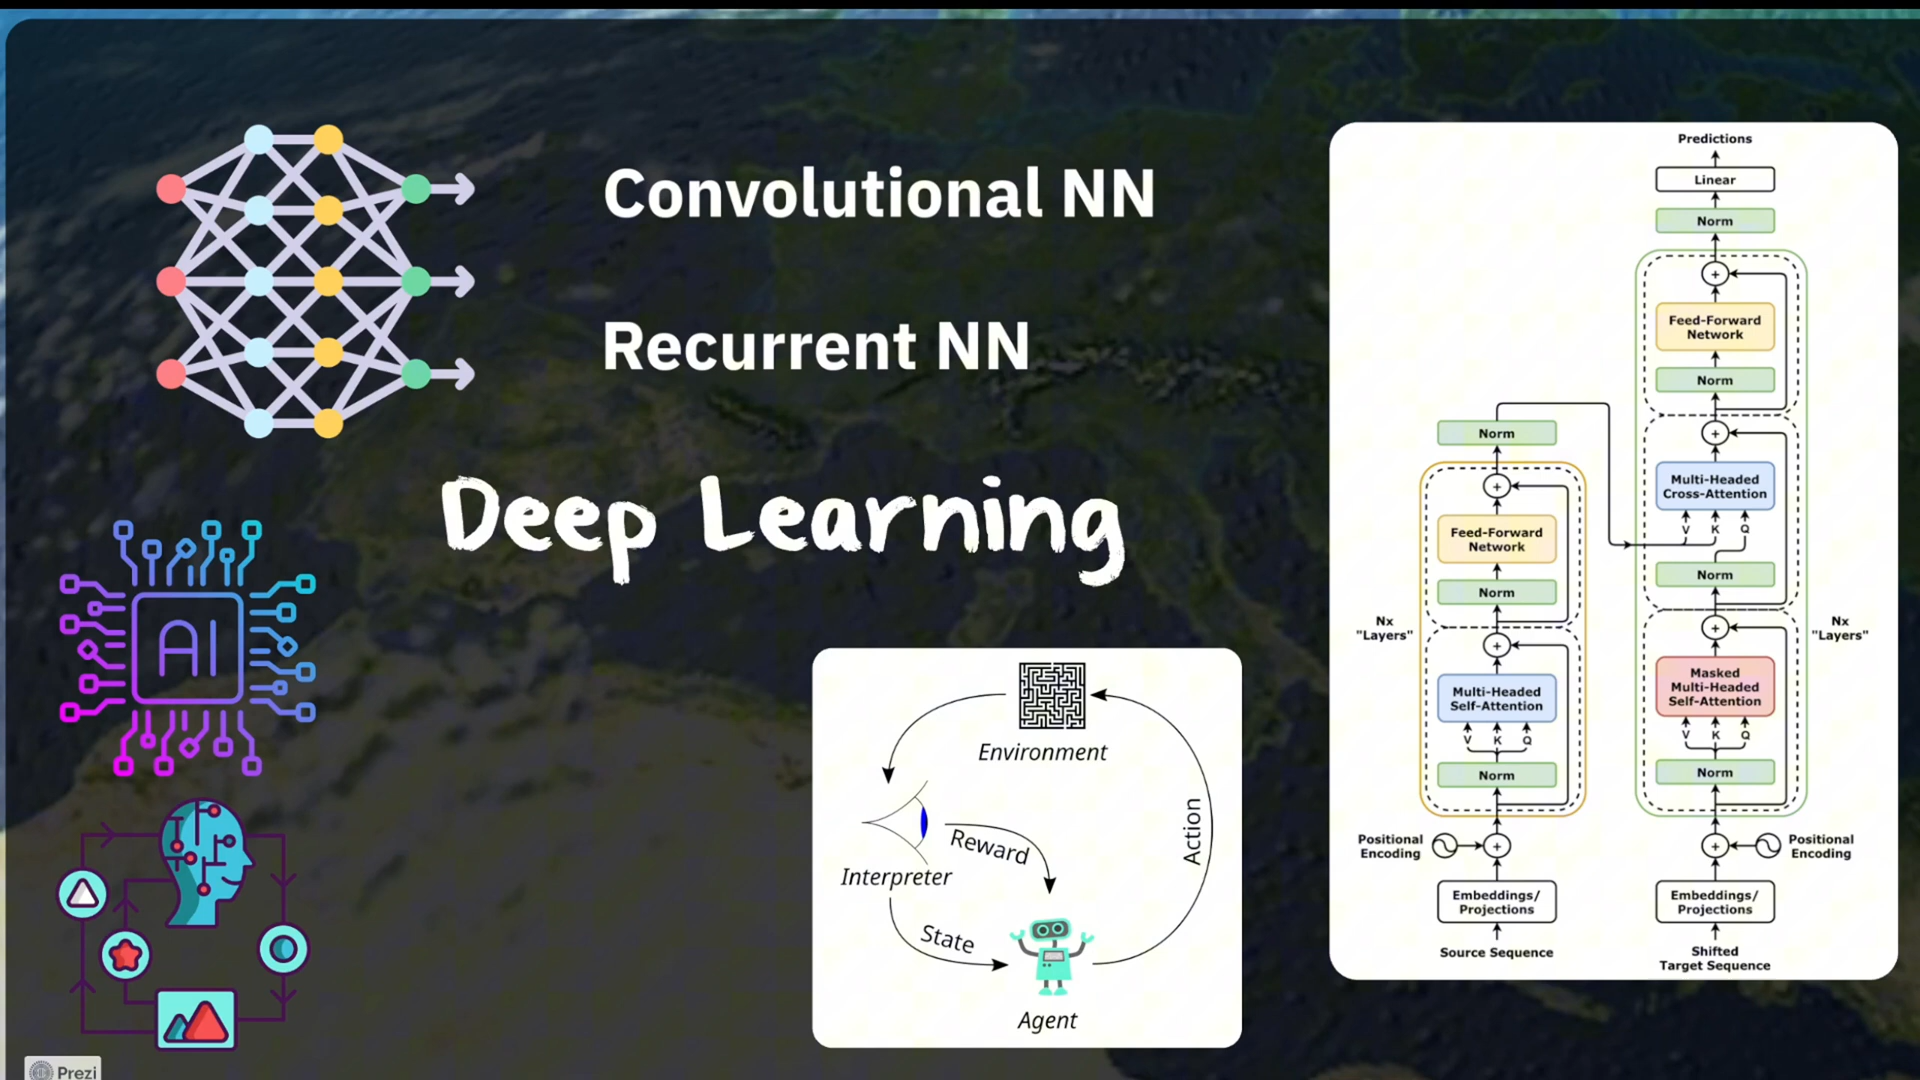 Convolutional NN
Recurrent NN
Deep Learning
AI
Environment
Interpreter
Reward
State
Action
Agent
Predictions
Linear
Norm
Feed-Forward
Network
Norm
Multi-Headed
Cross-Attention
V K Q
Norm
Masked
Multi-Headed
Self-Attention
V K Q
Norm
Nx
"Layers"
Positional
Encoding
Embeddings/
Projections
Shifted
Target Sequence
Norm
Feed-Forward
Network
Norm
Multi-Headed
Self-Attention
V K Q
Norm
Nx
"Layers"
Positional
Encoding
Embeddings/
Projections
Source Sequence
Prezi